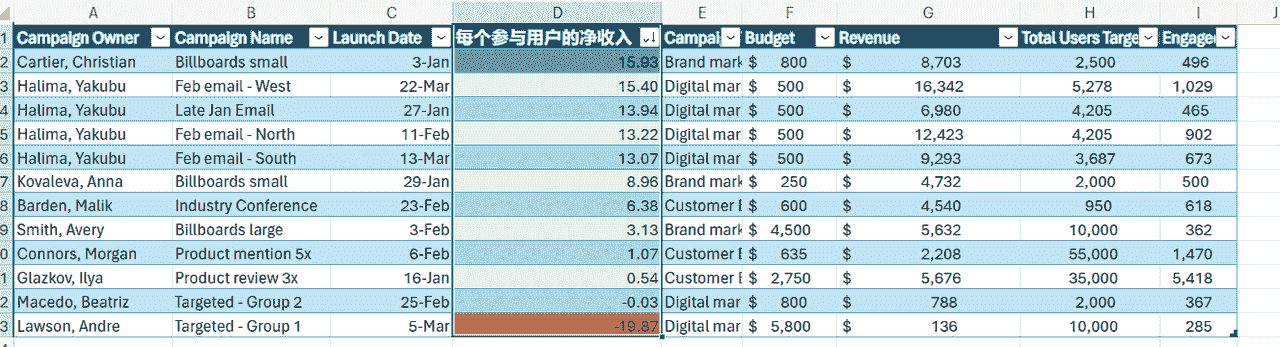 A B C D E F G H I J
1 Campaign Owner Campaign Name Launch Date 每个参与用户的净收入 Campai Budget Revenue Total Users Targe Engage
2 Cartier, Christian Billboards small 3-Jan 15.93 Brand mark $ 800 $ 8,703 2,500 496
3 Halima, Yakubu Feb email - West 22-Mar 15.40 Digital mar $ 500 $ 16,342 5,278 1,029
4 Halima, Yakubu Late Jan Email 27-Jan 13.94 Digital mar $ 500 $ 6,980 4,205 465
5 Halima, Yakubu Feb email - North 11-Feb 13.22 Digital mar $ 500 $ 12,423 4,205 902
6 Halima, Yakubu Feb email - South 13-Mar 13.07 Digital mar $ 500 $ 9,293 3,687 673
7 Kovaleva, Anna Billboards small 29-Jan 8.96 Brand mark $ 250 $ 4,732 2,000 500
8 Barden, Malik Industry Conference 23-Feb 6.38 Customer E $ 600 $ 4,540 950 618
9 Smith, Avery Billboards large 3-Feb 3.13 Brand mark $ 4,500 $ 5,632 10,000 362
0 Connors, Morgan Product mention 5x 6-Feb 1.07 Customer E $ 635 $ 2,208 55,000 1,470
1 Glazkov, Ilya Product review 3x 16-Jan 0.54 Customer E $ 2,750 $ 5,676 35,000 5,418
2 Macedo, Beatriz Targeted - Group 2 25-Feb -0.03 Digital mar $ 800 $ 788 2,000 367
3 Lawson, Andre Targeted - Group 1 5-Mar -19.87 Digital mar $ 5,800 $ 136 10,000 285